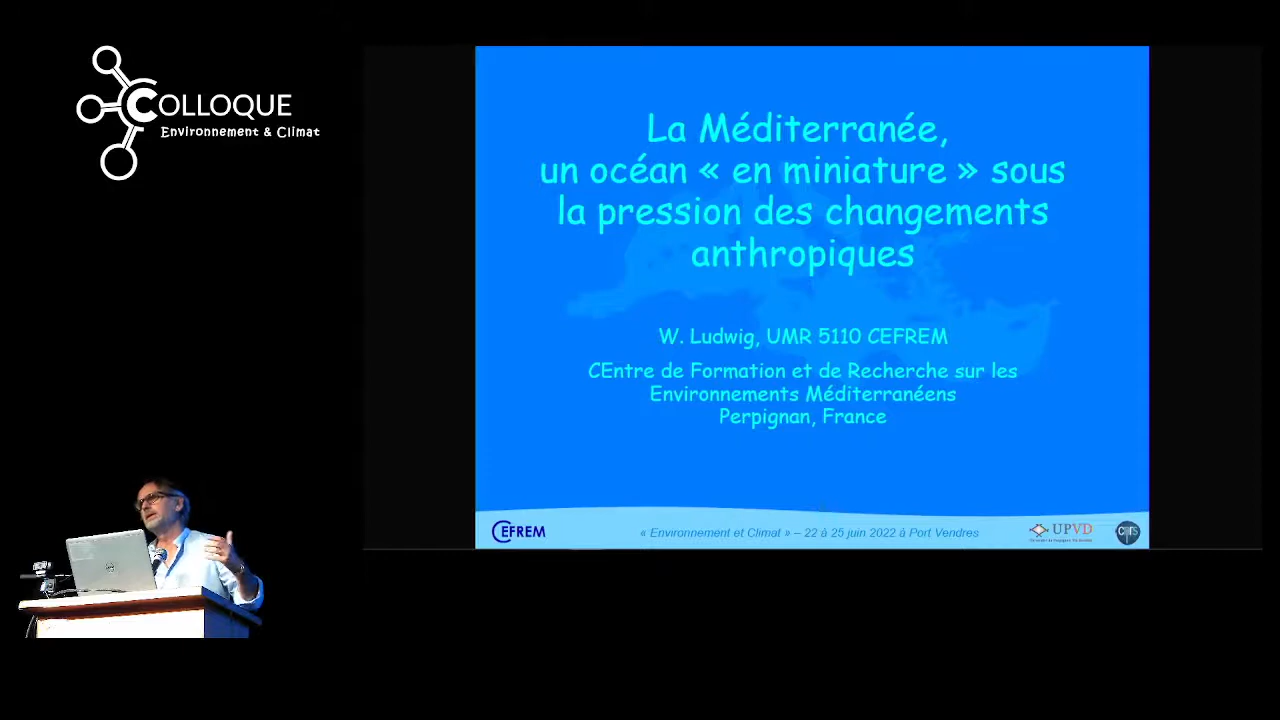 COLLOQUE
Environnement & Climat
La Méditerranée,
un océan « en miniature » sous
la pression des changements
anthropiques
W. Ludwig, UMR 5110 CEFREM
CEntre de Formation et de Recherche sur les
Environnements Méditerranéens
Perpignan, France
CEFREM
« Environnement et Climat » – 22 à 25 juin 2022 à Port Vendres
UPVD
cnrs